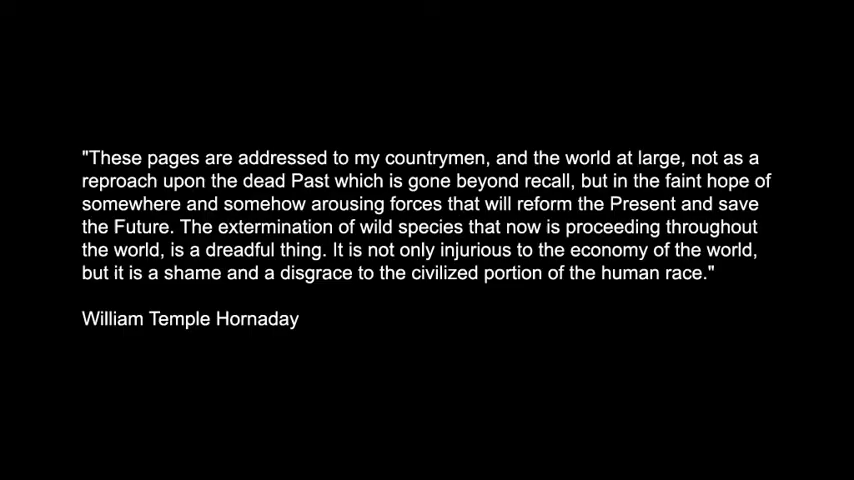 "These pages are addressed to my countrymen, and the world at large, not as a
reproach upon the dead Past which is gone beyond recall, but in the faint hope of
somewhere and somehow arousing forces that will reform the Present and save
the Future. The extermination of wild species that now is proceeding throughout
the world, is a dreadful thing. It is not only injurious to the economy of the world,
but it is a shame and a disgrace to the civilized portion of the human race."
William Temple Hornaday